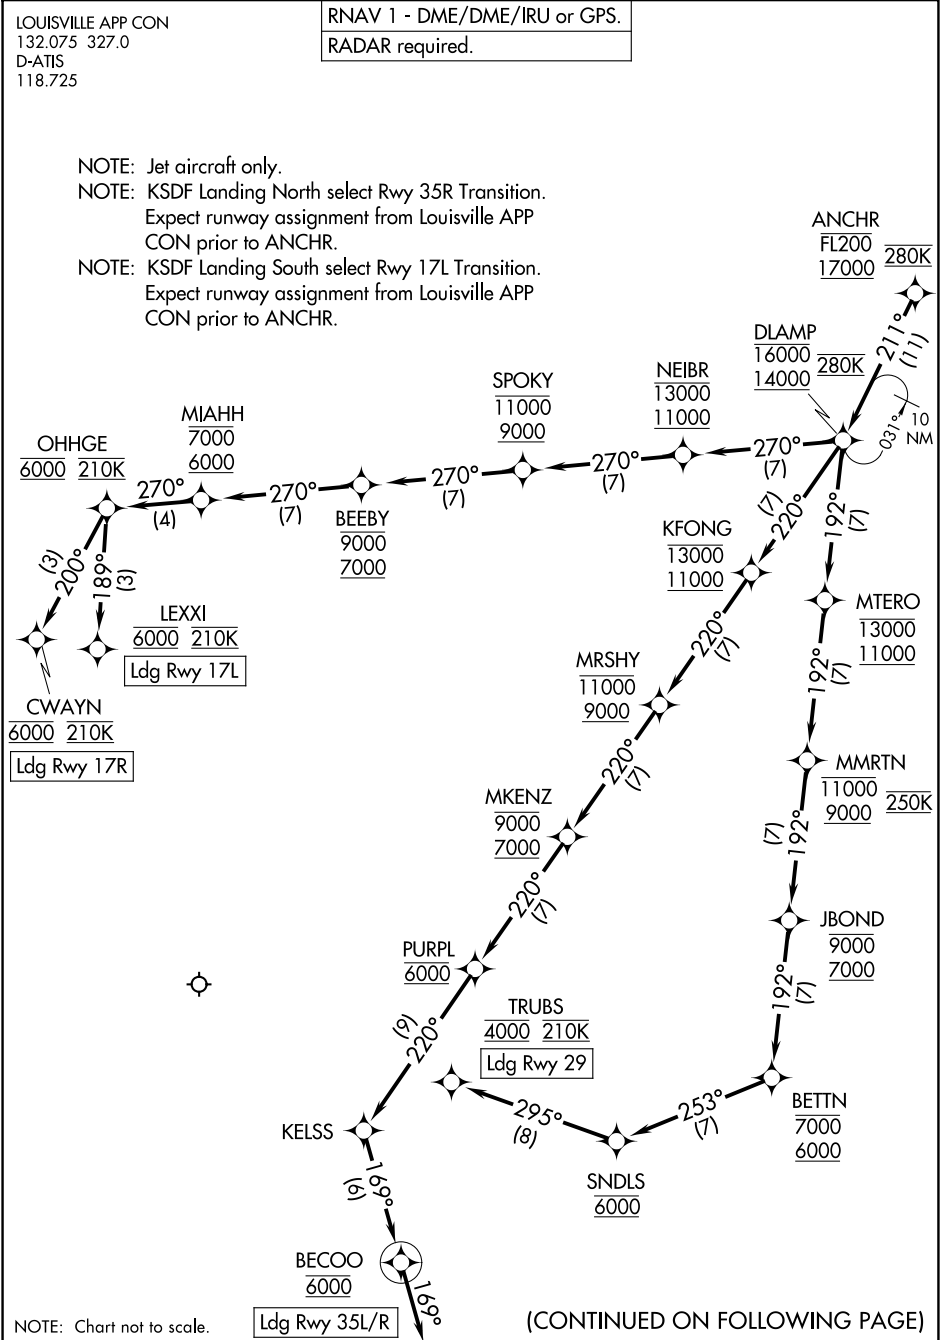 LOUISVILLE APP CON
132.075 327.0
D-ATIS
118.725
RNAV 1 - DME/DME/IRU or GPS.
RADAR required.
NOTE: Jet aircraft only.
NOTE: KSDF Landing North select Rwy 35R Transition.
Expect runway assignment from Louisville APP
CON prior to ANCHR.
NOTE: KSDF Landing South select Rwy 17L Transition.
Expect runway assignment from Louisville APP
CON prior to ANCHR.
ANCHR
FL200
17000
280K
211°
(11)
DLAMP
16000
14000
280K
031°
10
NM
NEIBR
13000
11000
270°
(7)
SPOKY
11000
9000
270°
(7)
BEEBY
9000
7000
270°
(7)
MIAHH
7000
6000
270°
(7)
OHHGE
6000 210K
270°
(4)
200°
(3)
189°
(3)
LEXXI
6000 210K
Ldg Rwy 17L
CWAYN
6000 210K
Ldg Rwy 17R
(7)
220°
KFONG
13000
11000
220°
(7)
MRSHY
11000
9000
220°
(7)
MKENZ
9000
7000
220°
(7)
PURPL
6000
(9)
220°
KELSS
169°
(6)
BECOO
6000
Ldg Rwy 35L/R
169°
192°
(7)
MTERO
13000
11000
192°
(7)
MMRTN
11000
9000
250K
192°
(7)
JBOND
9000
7000
192°
(7)
BETTN
7000
6000
253°
(7)
SNDLS
6000
295°
(8)
TRUBS
4000 210K
Ldg Rwy 29
NOTE: Chart not to scale.
(CONTINUED ON FOLLOWING PAGE)